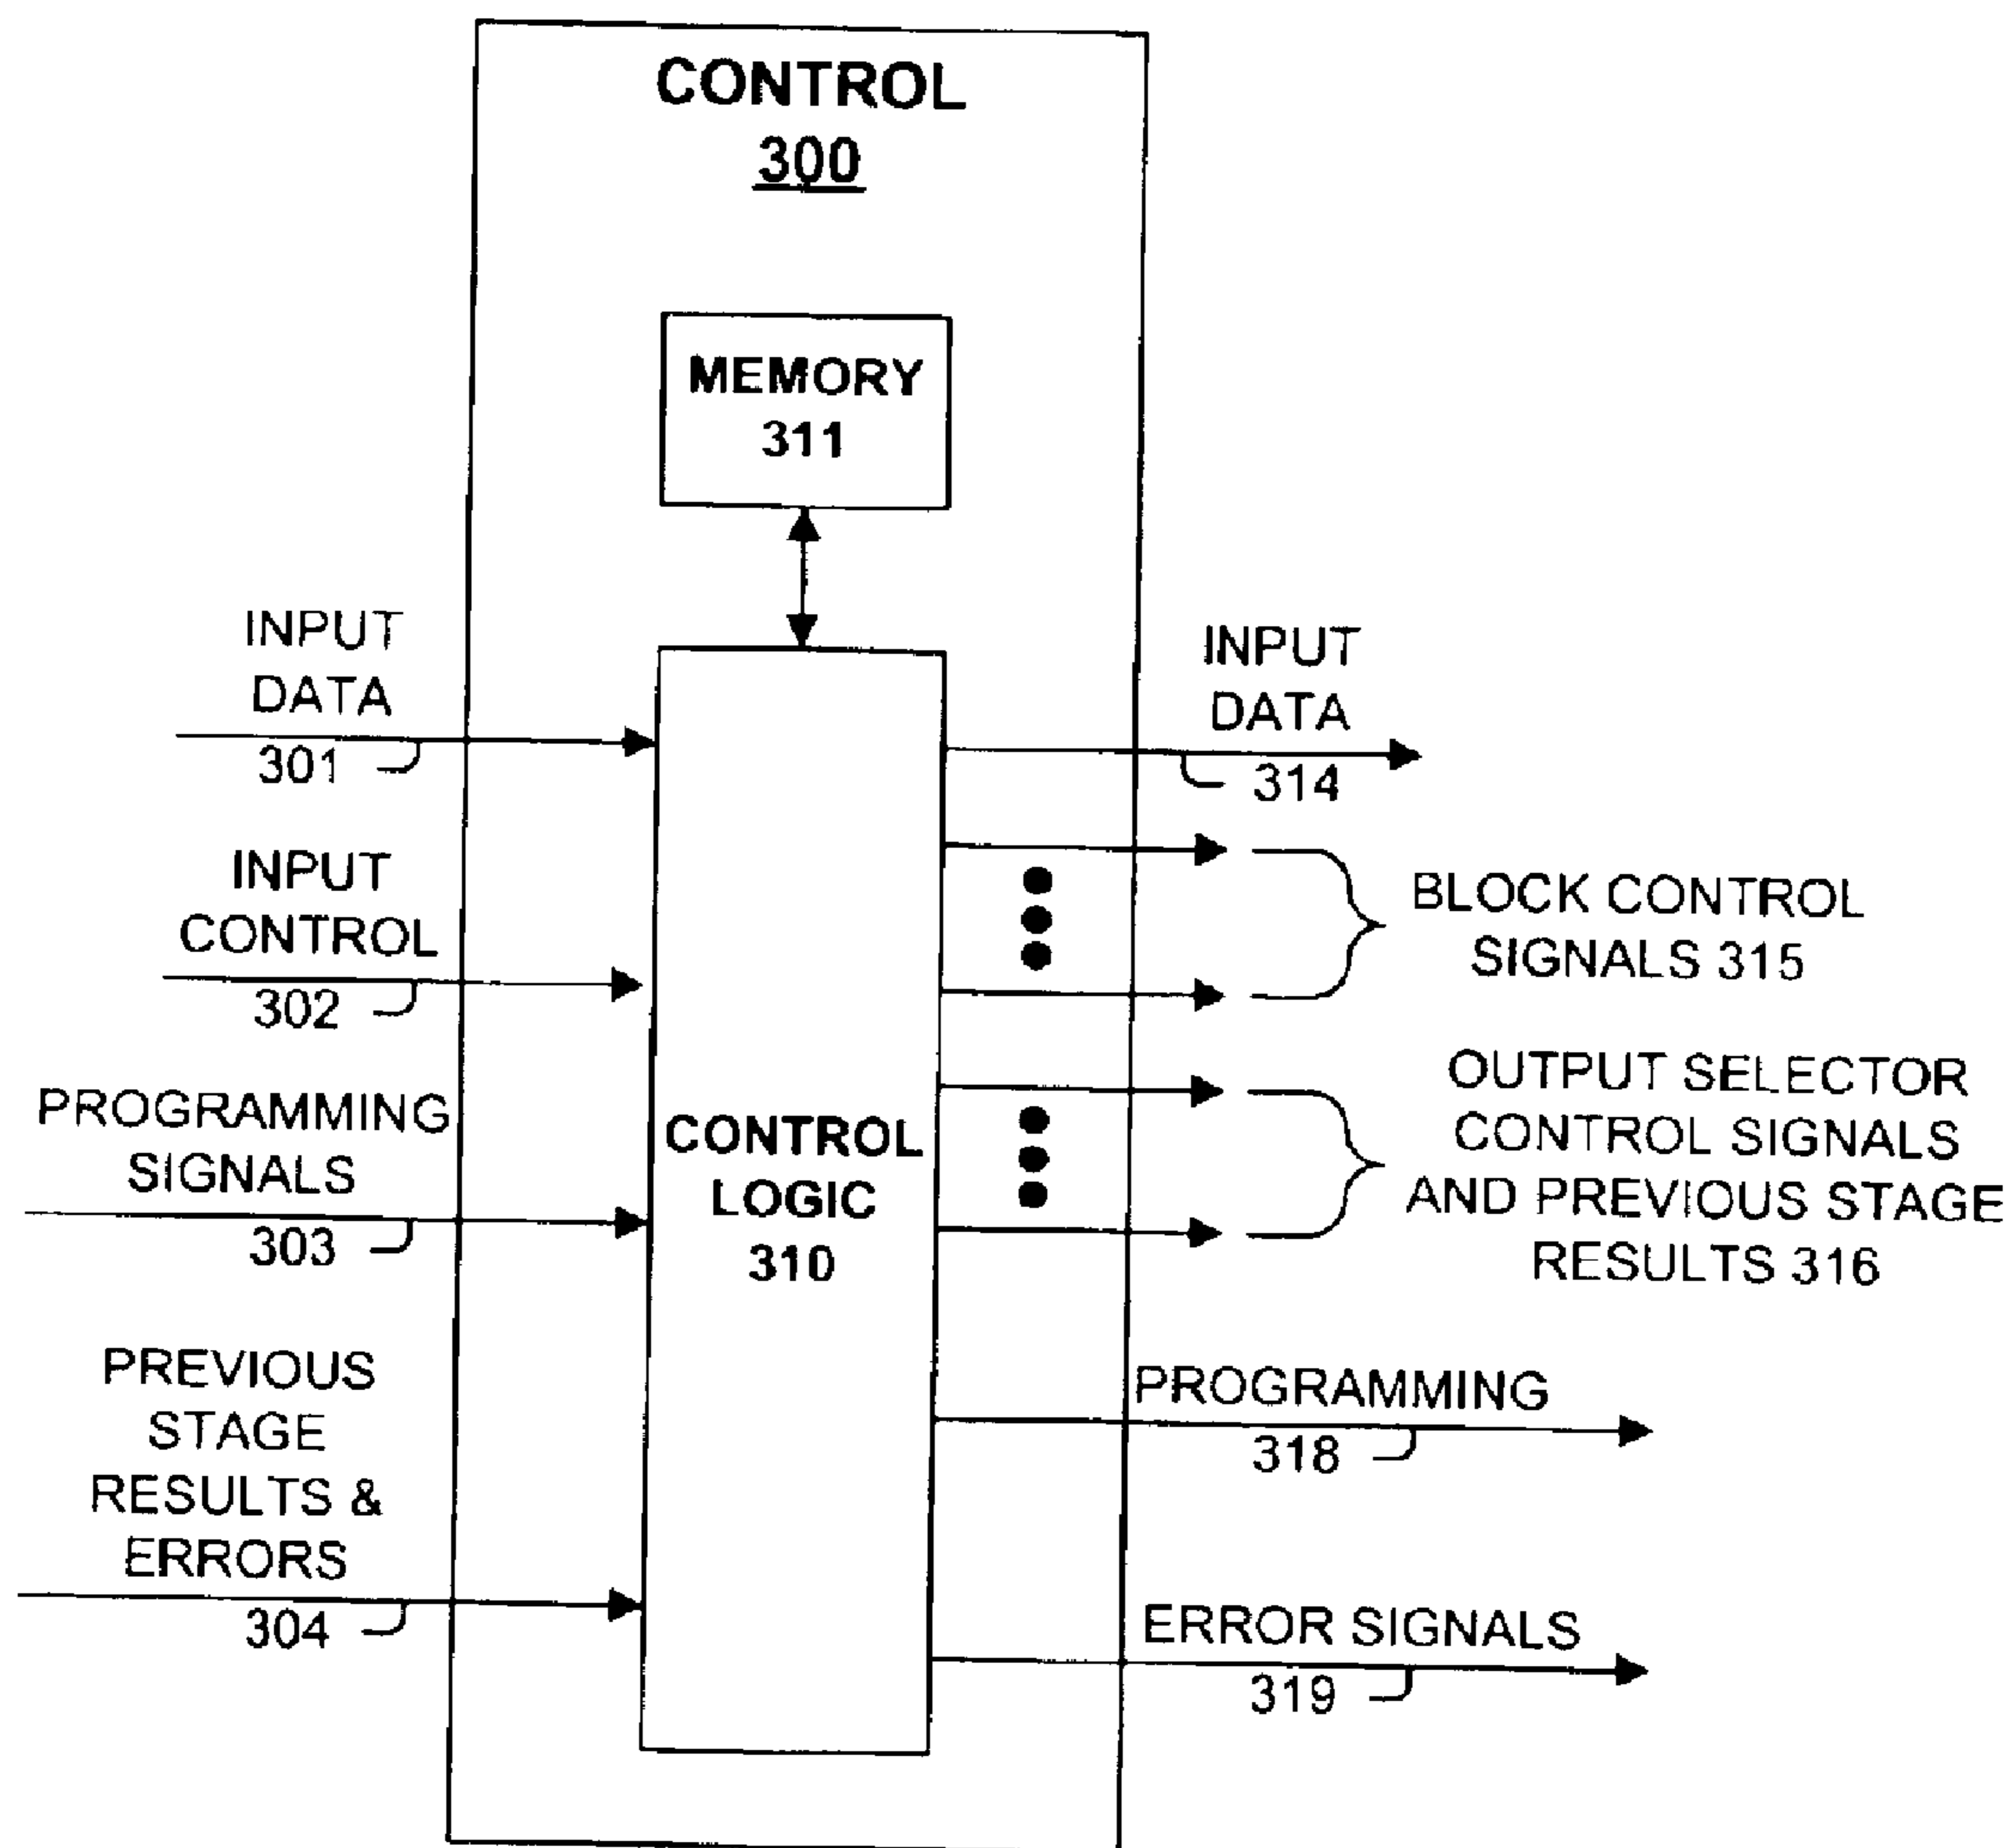 CONTROL
300
MEMORY
311
INPUT
DATA
301
INPUT
CONTROL
302
PROGRAMMING
SIGNALS
303
PREVIOUS
STAGE
RESULTS &
ERRORS
304
CONTROL
LOGIC
310
INPUT
DATA
314
BLOCK CONTROL
SIGNALS 315
OUTPUT SELECTOR
CONTROL SIGNALS
AND PREVIOUS STAGE
RESULTS 316
PROGRAMMING
318
ERROR SIGNALS
319